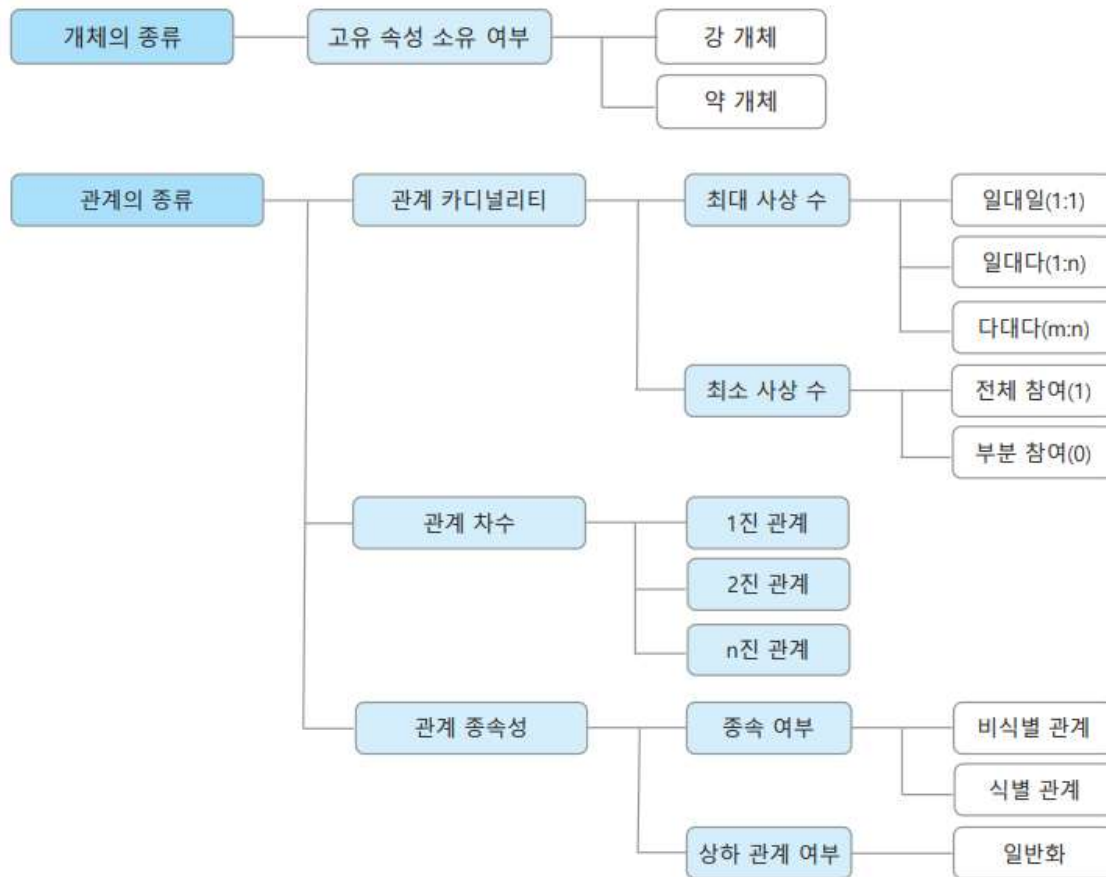 개체의 종류
고유 속성 소유 여부
강 개체
약 개체
관계의 종류
관계 카디널리티
최대 사상 수
일대일(1:1)
일대다(1:n)
다대다(m:n)
최소 사상 수
전체 참여(1)
부분 참여(0)
관계 차수
1진 관계
2진 관계
n진 관계
관계 종속성
종속 여부
비식별 관계
식별 관계
상하 관계 여부
일반화